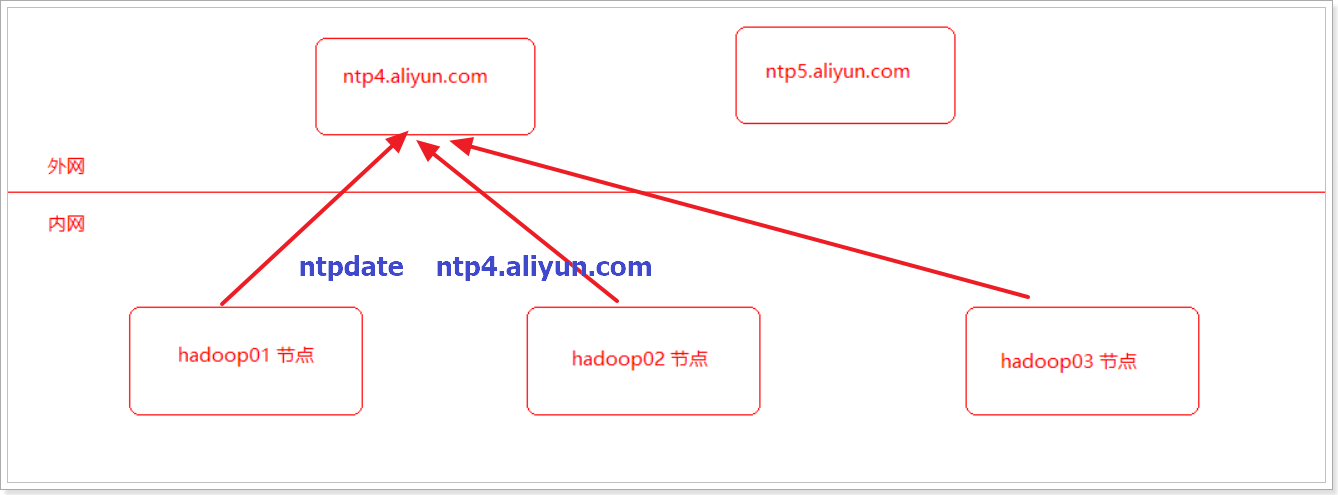 ntp4.aliyun.com
ntp5.aliyun.com
外网
内网
ntpdate ntp4.aliyun.com
hadoop01 节点
hadoop02 节点
hadoop03 节点